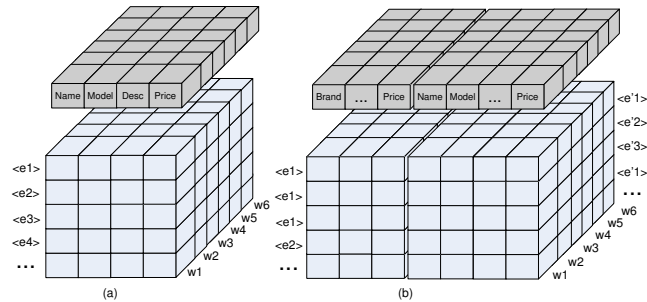 Name Model Desc Price
<e1>
<e2>
<e3>
<e4>
...
w1
w2
w3
w4
w5
w6
(a)
Brand ... Price Name Model ... Price
<e1>
<e1>
<e1>
<e2>
...
<e'1>
<e'2>
<e'3>
<e'1>
...
w1
w2
w3
w4
w5
w6
(b)